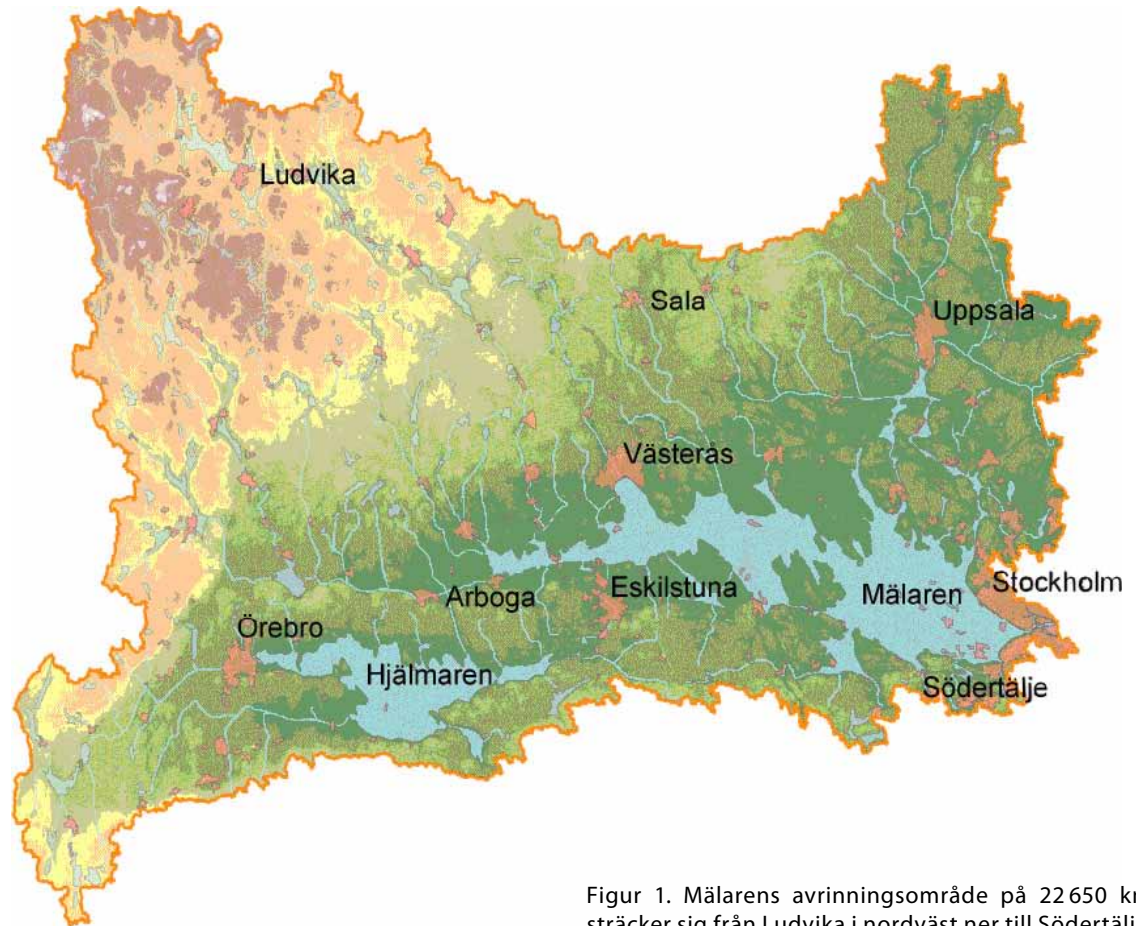 Ludvika
Sala
Uppsala
Västerås
Arboga
Eskilstuna
Mälaren
Stockholm
Örebro
Hjälmaren
Södertälje
Figur 1. Mälarens avrinningsområde på 22 650 
sträcker sig från Ludvika i nordväst ner till